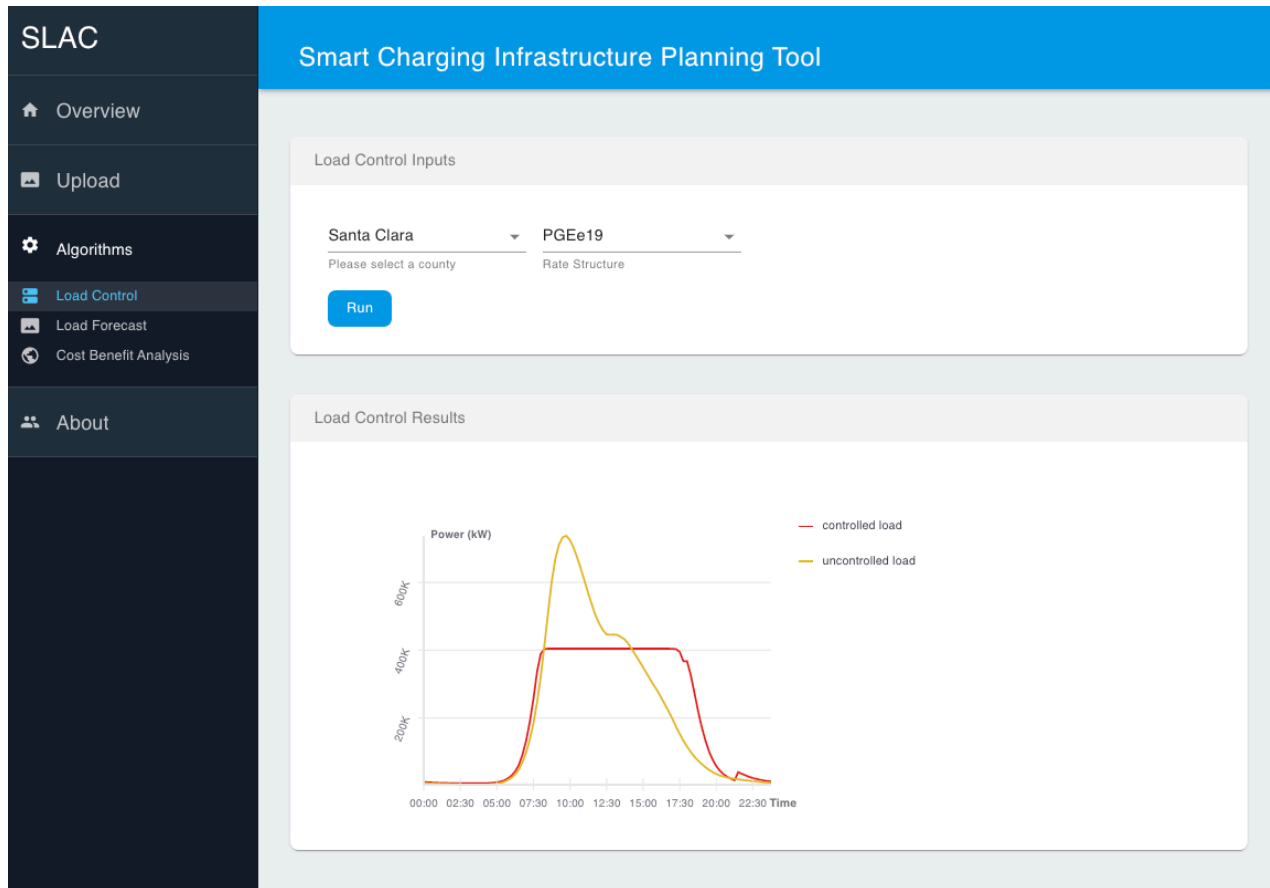 SLAC
Smart Charging Infrastructure Planning Tool
Overview
Upload
Algorithms
Load Control
Load Forecast
Cost Benefit Analysis
About
Load Control Inputs
Santa Clara
PGEe19
Please select a county
Rate Structure
Run
Load Control Results
Power (kW)
600K
400K
200K
00:00 02:30 05:00 07:30 10:00 12:30 15:00 17:30 20:00 22:30 Time
controlled load
uncontrolled load